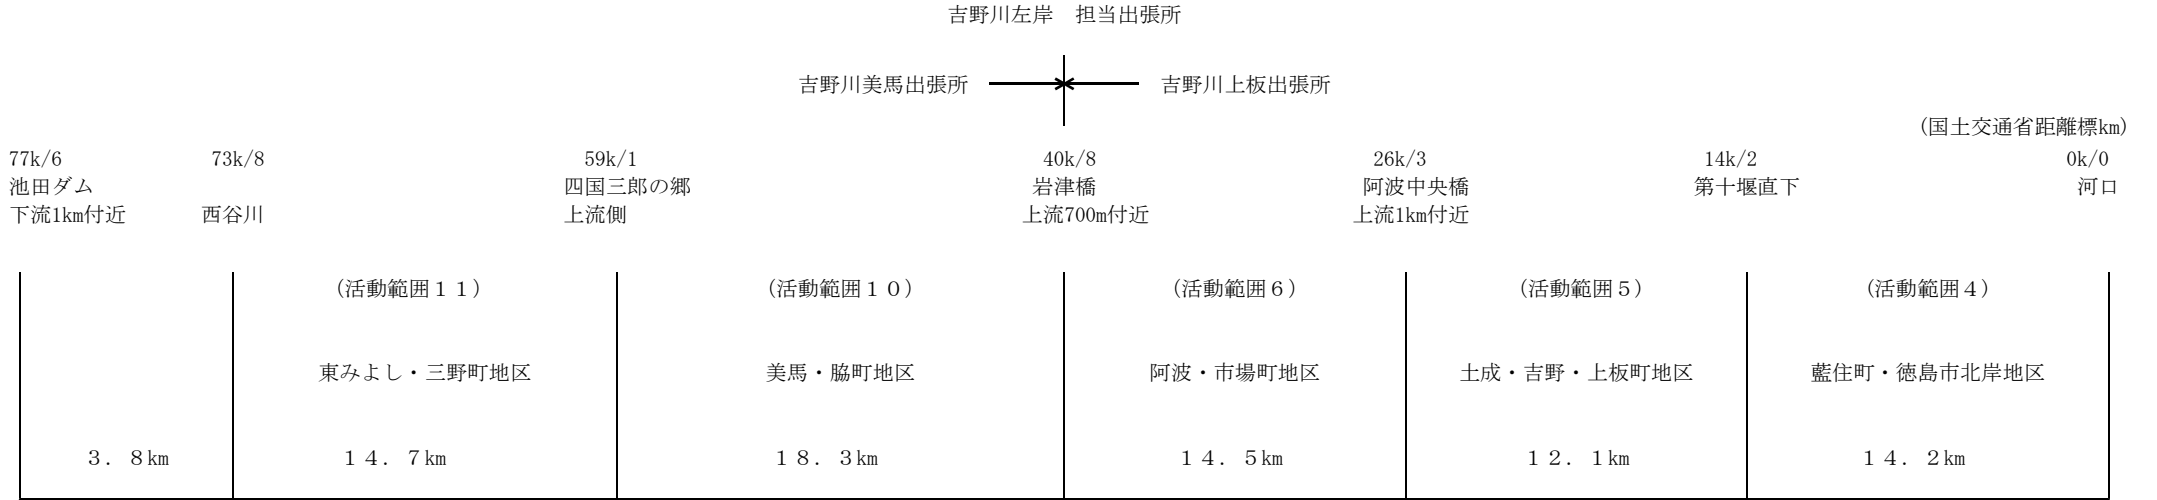 吉野川左岸　担当出張所
吉野川美馬出張所　吉野川上板出張所
(国土交通省距離標km)
77k/6　73k/8　59k/1　40k/8　26k/3　14k/2　0k/0
池田ダム　四国三郎の郷　岩津橋　阿波中央橋　第十堰直下　河口
下流1km付近　西谷川　上流側　上流700m付近　上流1km付近
(活動範囲１１)　(活動範囲１０)　(活動範囲６)　(活動範囲５)　(活動範囲４)
東みよし・三野町地区　美馬・脇町地区　阿波・市場町地区　土成・吉野・上板町地区　藍住町・徳島市北岸地区
３．８km　１４．７km　１８．３km　１４．５km　１２．１km　１４．２km